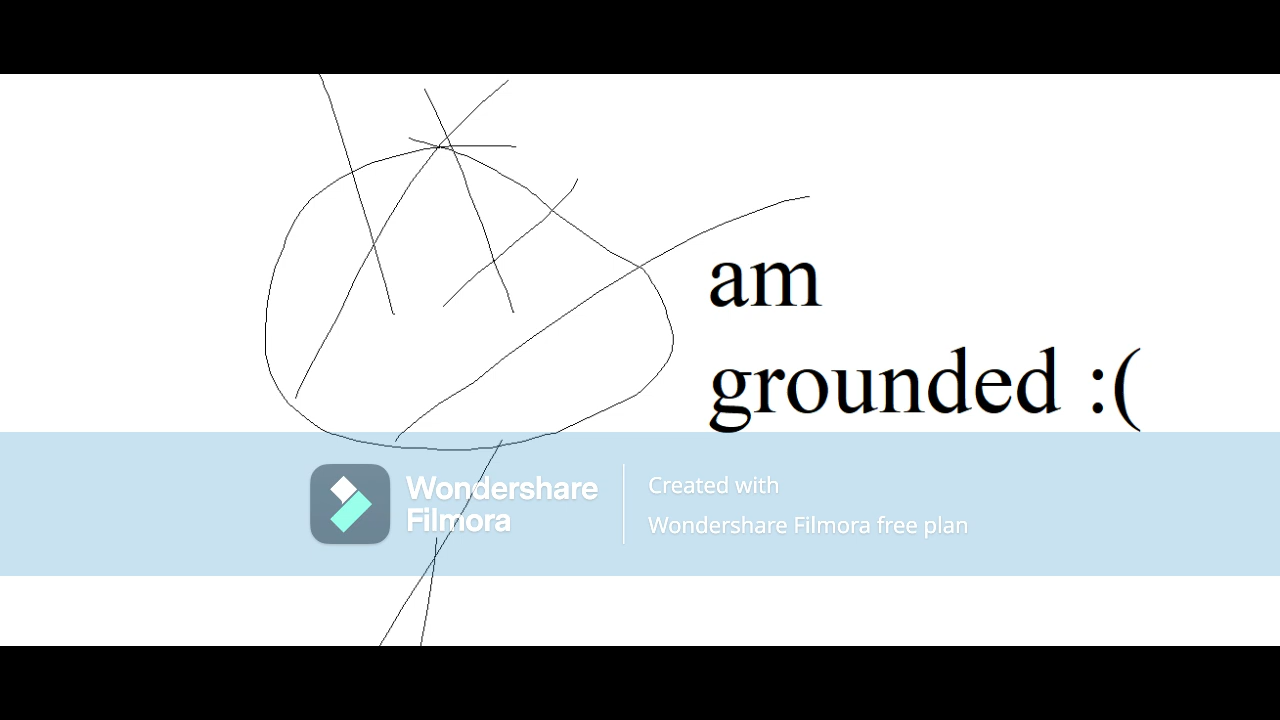 am
grounded :(
Wondershare
Filmora
Created with
Wondershare Filmora free plan